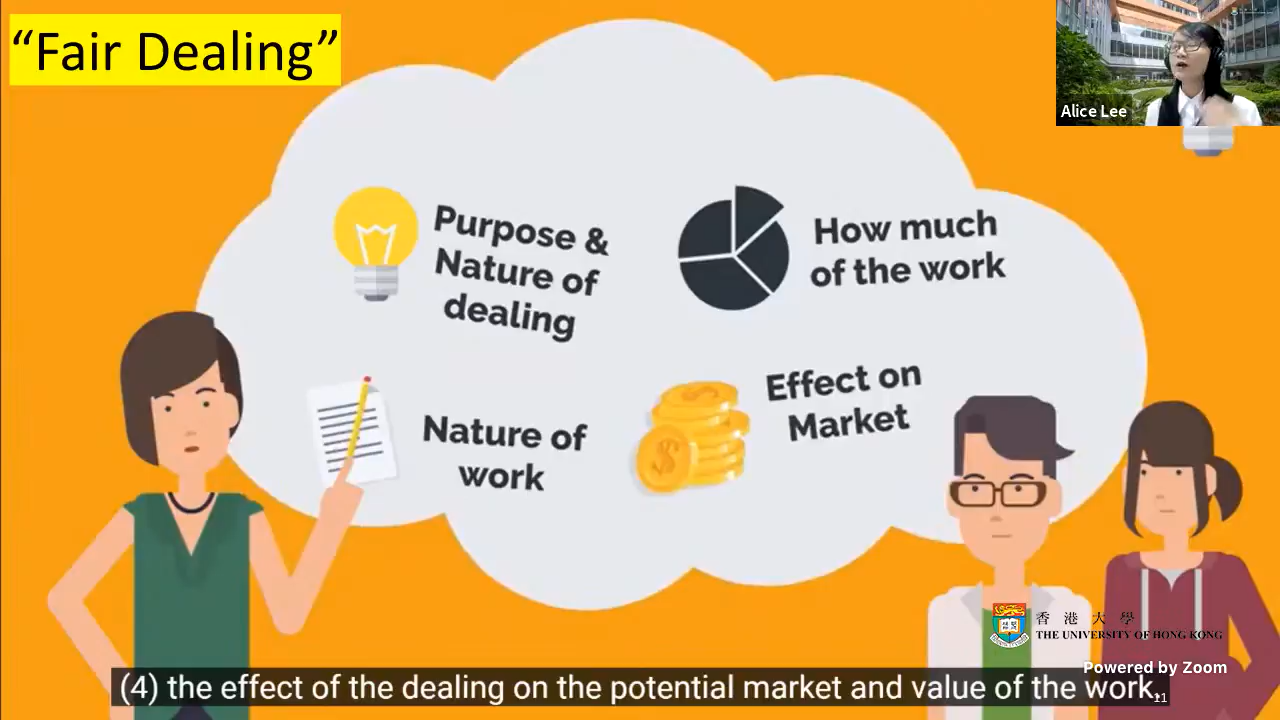 “Fair Dealing”
Alice Lee
Purpose &
Nature of
dealing
How much
of the work
Nature of
work
Effect on
Market
香港大學
THE UNIVERSITY OF HONG KONG
Powered by Zoom
(4) the effect of the dealing on the potential market and value of the work.
11